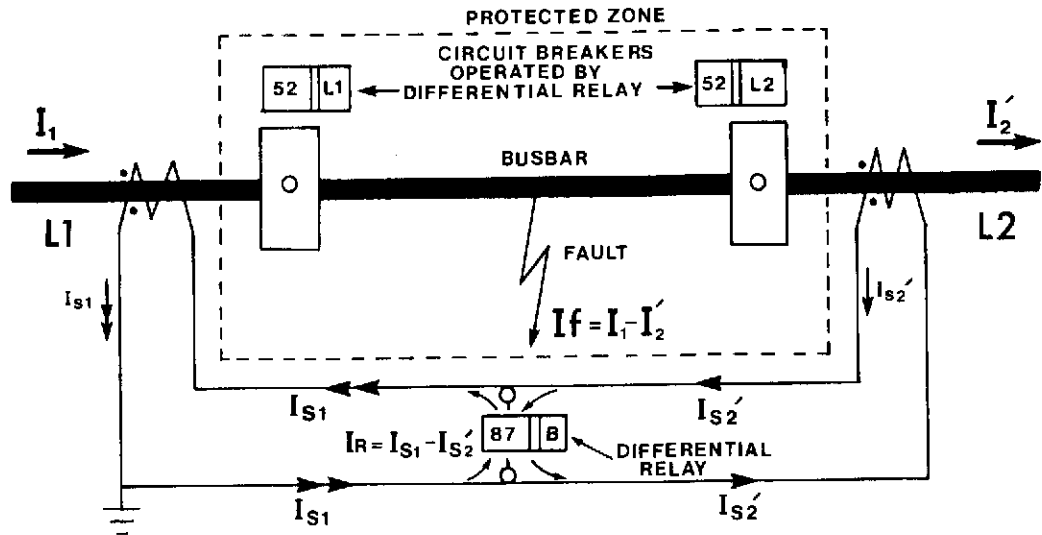 PROTECTED ZONE
CIRCUIT BREAKERS
OPERATED BY
DIFFERENTIAL RELAY
52 L1
52 L2
I₁
I₂′
BUSBAR
L1
L2
FAULT
IS1
IS2′
If = I₁-I₂′
IS1
IS2′
IR = IS1 - IS2′
87 B
DIFFERENTIAL
RELAY
IS1
IS2′